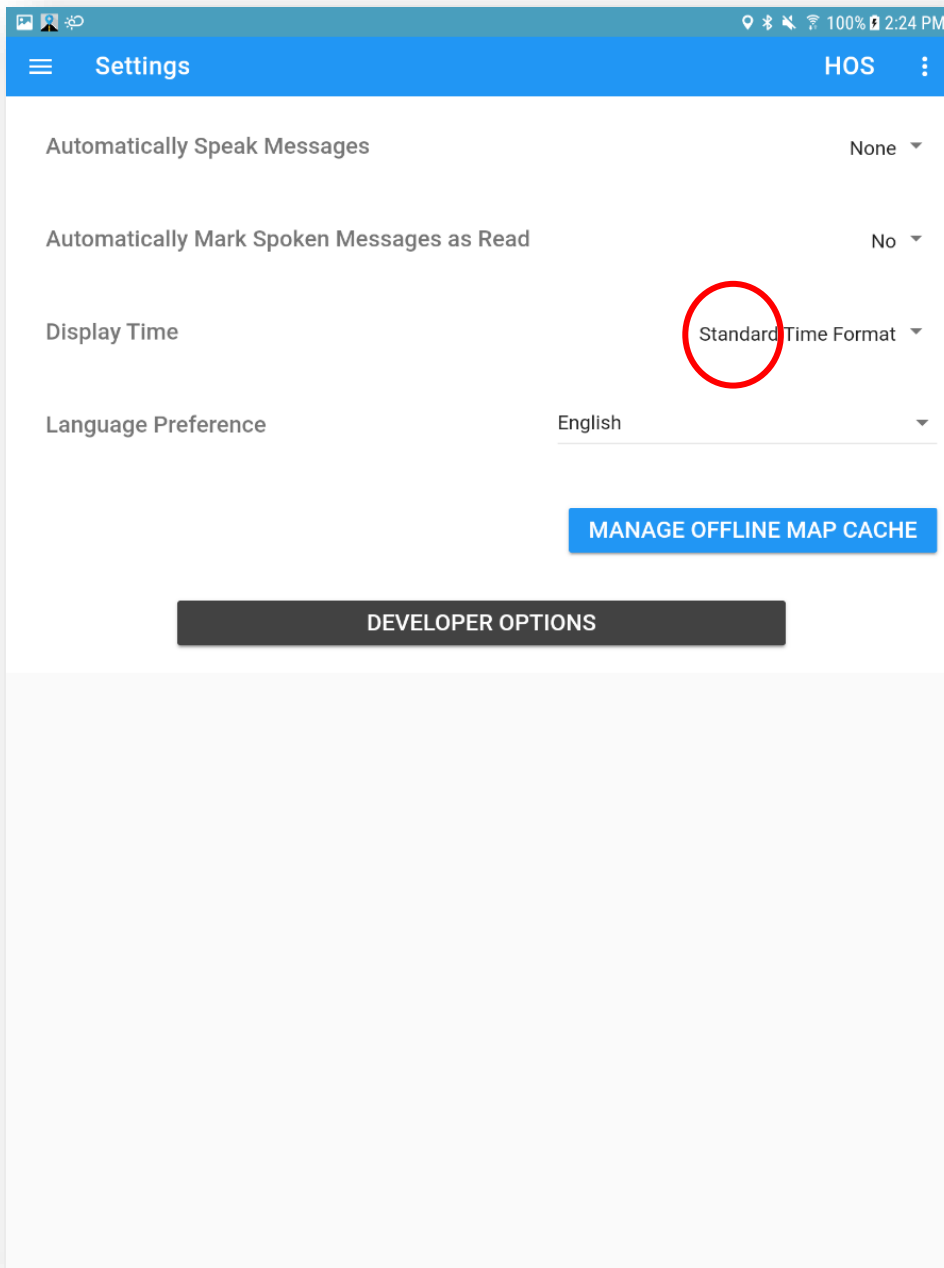 100% 2:24 PM
Settings HOS
Automatically Speak Messages None
Automatically Mark Spoken Messages as Read No
Display Time Standard Time Format
Language Preference English
MANAGE OFFLINE MAP CACHE
DEVELOPER OPTIONS